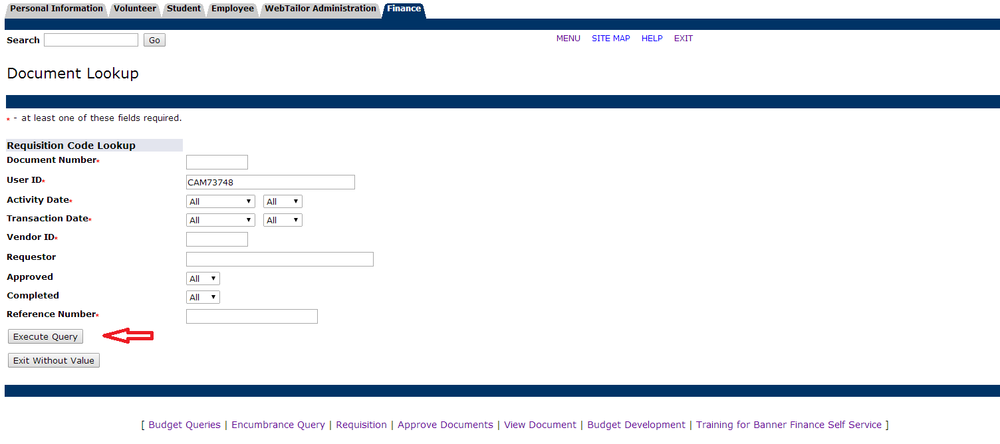 Personal Information Volunteer Student Employee WebTailor Administration Finance
Search Go MENU SITE MAP HELP EXIT
Document Lookup
* - at least one of these fields required.
Requisition Code Lookup
Document Number*
User ID* CAM73748
Activity Date* All All
Transaction Date* All All
Vendor ID*
Requestor
Approved All
Completed All
Reference Number*
Execute Query
Exit Without Value
[ Budget Queries | Encumbrance Query | Requisition | Approve Documents | View Document | Budget Development | Training for Banner Finance Self Service ]